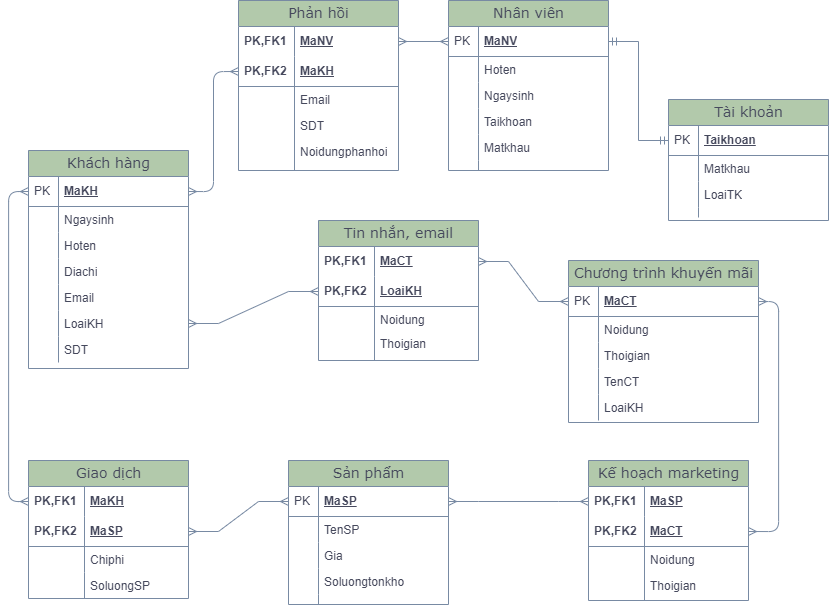 Phản hồi
PK,FK1 MaNV
PK,FK2 MaKH
Email
SDT
Noidungphanhoi
Nhân viên
PK MaNV
Hoten
Ngaysinh
Taikhoan
Matkhau
Tài khoản
PK Taikhoan
Matkhau
LoaiTK
Khách hàng
PK MaKH
Ngaysinh
Hoten
Diachi
Email
LoaiKH
SDT
Tin nhắn, email
PK,FK1 MaCT
PK,FK2 LoaiKH
Noidung
Thoigian
Chương trình khuyến mãi
PK MaCT
Noidung
Thoigian
TenCT
LoaiKH
Giao dịch
PK,FK1 MaKH
PK,FK2 MaSP
Chiphi
SoluongSP
Sản phẩm
PK MaSP
TenSP
Gia
Soluongtonkho
Kế hoạch marketing
PK,FK1 MaSP
PK,FK2 MaCT
Noidung
Thoigian